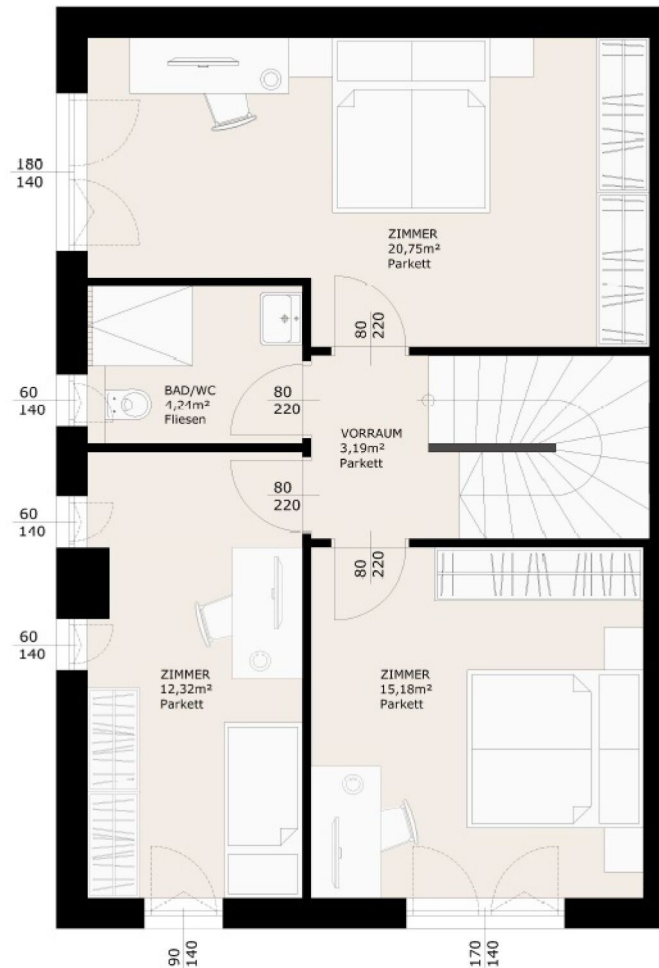 180
140
ZIMMER
20,75m²
Parkett
80
220
60
140
BAD/WC
4,24m²
Fliesen
80
220
VORRAUM
3,19m²
Parkett
80
220
60
140
80
220
60
140
ZIMMER
12,32m²
Parkett
ZIMMER
15,18m²
Parkett
90
140
170
140